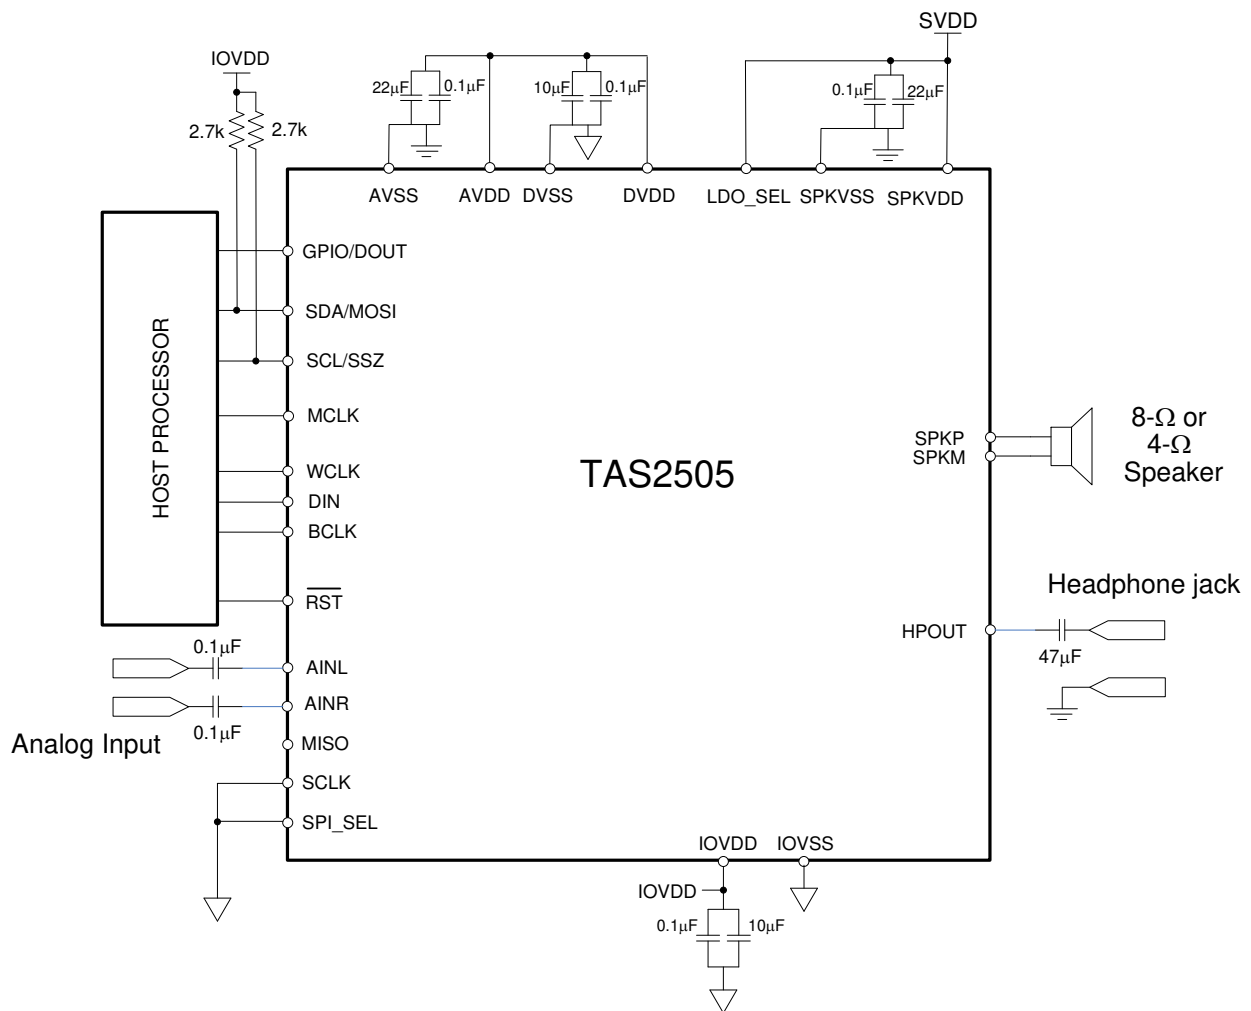 SVDD
IOVDD
22µF
0.1µF
10µF
0.1µF
0.1µF
22µF
2.7k
2.7k
AVSS
AVDD
DVSS
DVDD
LDO_SEL
SPKVSS
SPKVDD
HOST PROCESSOR
GPIO/DOUT
SDA/MOSI
SCL/SSZ
MCLK
WCLK
DIN
BCLK
RST
TAS2505
SPKP
SPKM
8-Ω or
4-Ω
Speaker
Headphone jack
HPOUT
47µF
0.1µF
AINL
AINR
0.1µF
Analog Input
MISO
SCLK
SPI_SEL
IOVDD
IOVSS
IOVDD
0.1µF
10µF